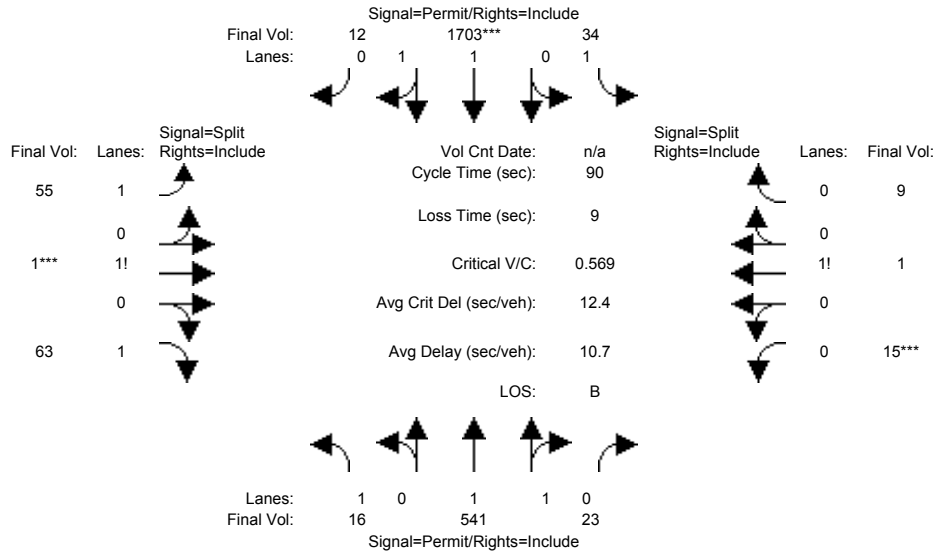 Signal=Permit/Rights=Include
Final Vol: 12 1703*** 34
Lanes: 0 1 1 0 1
Signal=Split Signal=Split
Final Vol: Lanes: Rights=Include Vol Cnt Date: n/a Rights=Include Lanes: Final Vol:
Cycle Time (sec): 90
55 1 0 9
Loss Time (sec): 9
0 0
1*** 1! Critical V/C: 0.569 1! 1
0 Avg Crit Del (sec/veh): 12.4 0
63 1 Avg Delay (sec/veh): 10.7 0 15***
LOS: B
Lanes: 1 0 1 1 0
Final Vol: 16 541 23
Signal=Permit/Rights=Include